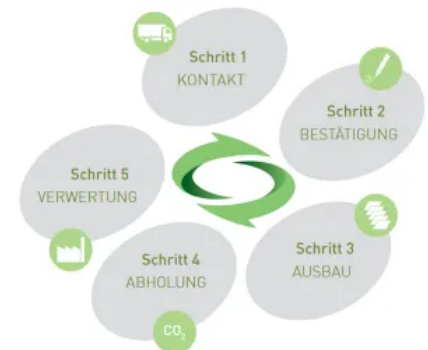 Schritt 1
KONTAKT
Schritt 2
BESTÄTIGUNG
Schritt 3
AUSBAU
Schritt 4
ABHOLUNG
CO₂
Schritt 5
VERWERTUNG